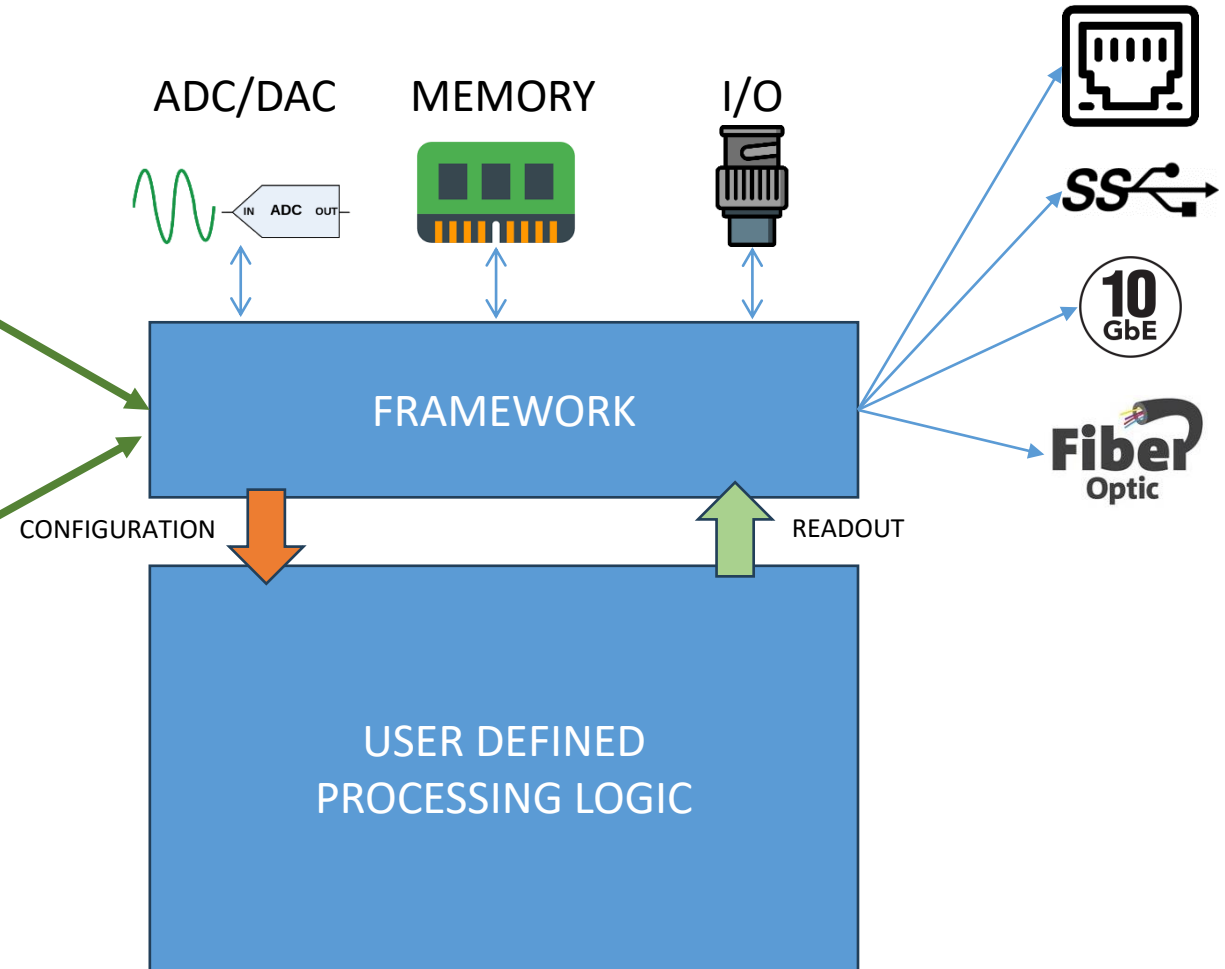 ADC/DAC
MEMORY
I/O
IN ADC OUT
SS
10
GbE
FRAMEWORK
Fiber
Optic
CONFIGURATION
READOUT
USER DEFINED
PROCESSING LOGIC